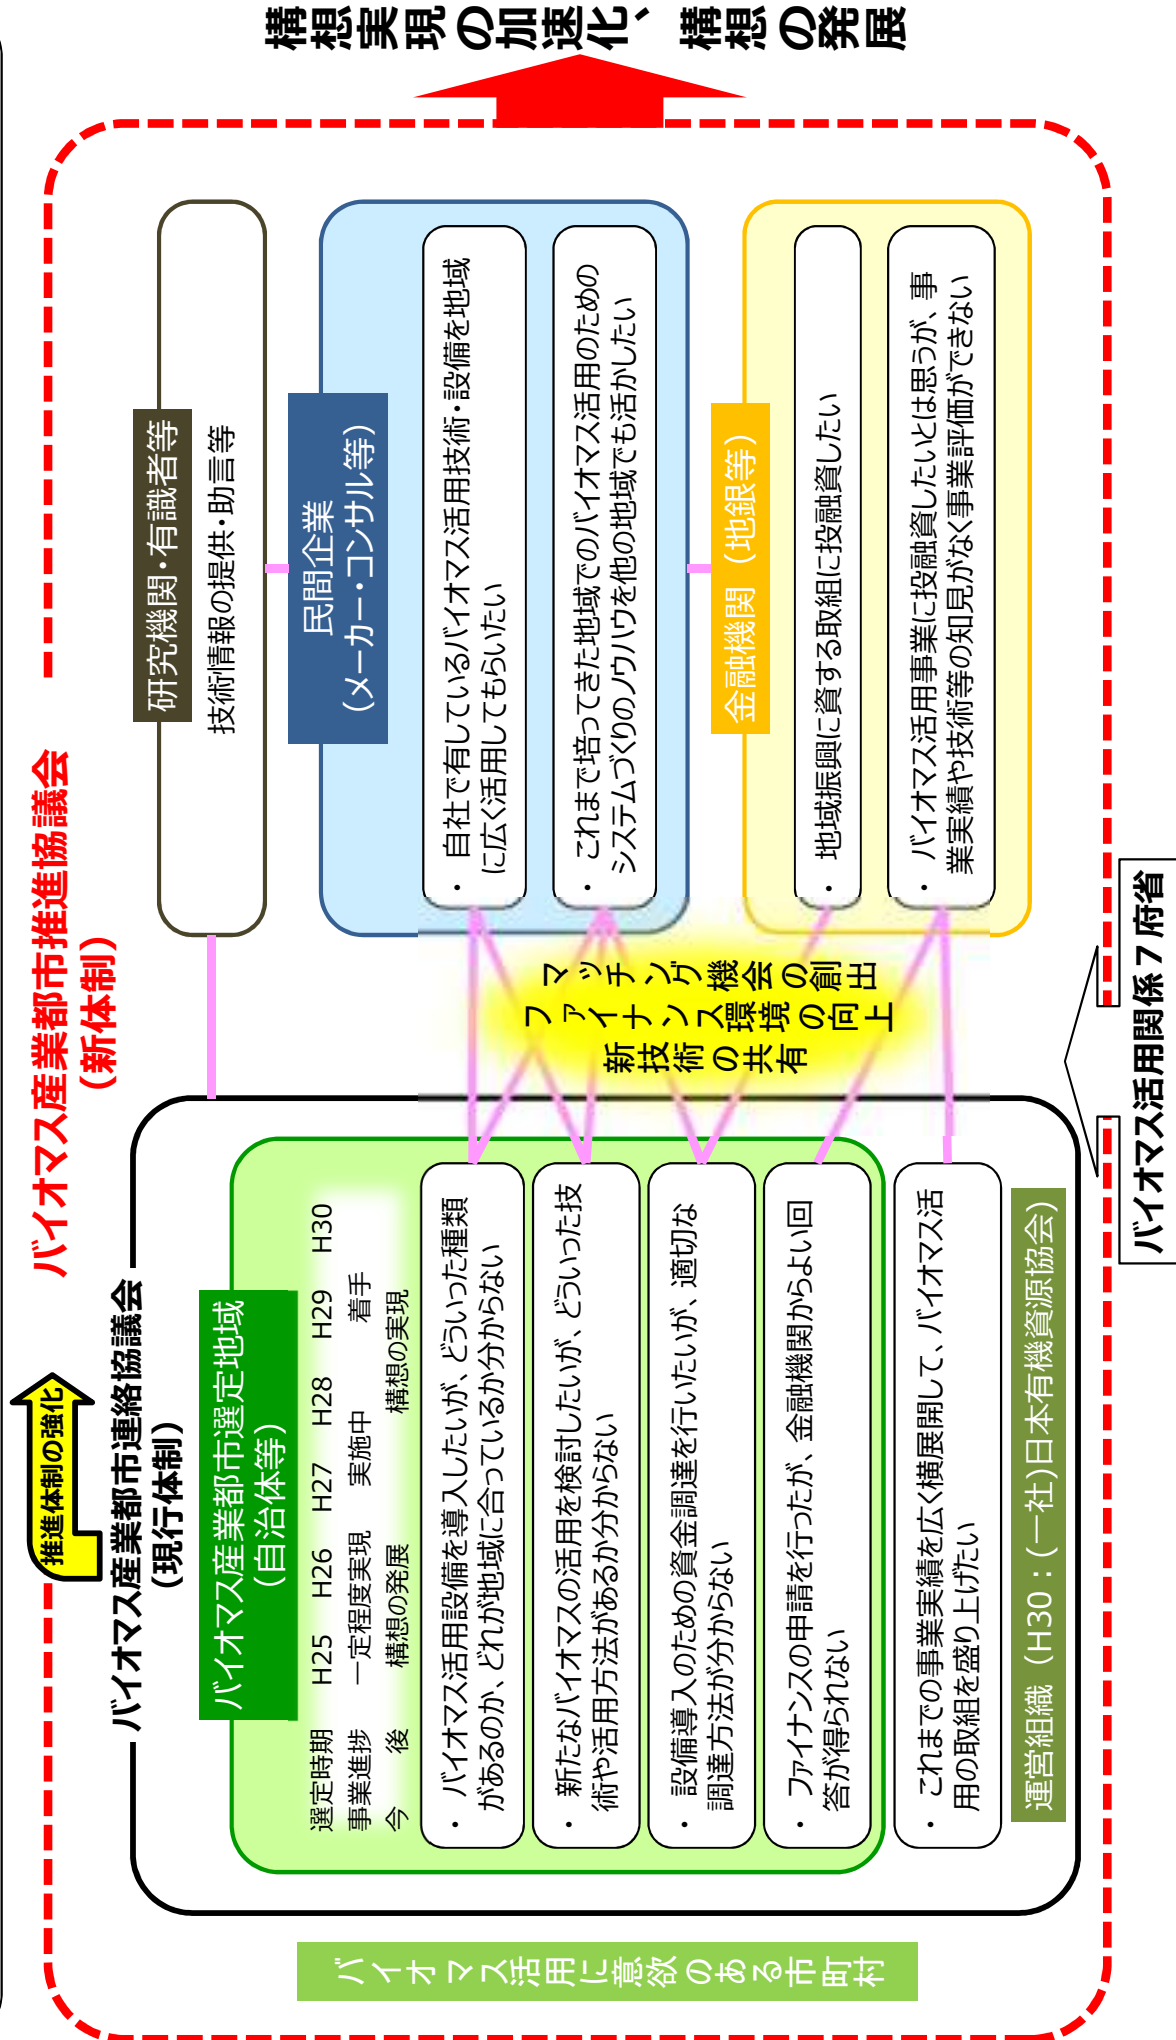 バイオマス産業都市推進協議会
（新体制）
推進体制の強化
バイオマス産業都市連絡協議会
（現行体制）
バイオマス活用に意欲のある市町村
バイオマス産業都市選定地域
（自治体等）
選定時期 H25 H26 H27 H28 H29 H30
事業進捗 一定程度実現 実施中 着手
今 後 構想の発展 構想の実現
・ バイオマス活用設備を導入したいが、どういった種類
があるのか、どれが地域に合っているか分からない
・ 新たなバイオマスの活用を検討したいが、どういった技
術や活用方法があるか分からない
・ 設備導入のための資金調達を行いたいが、適切な
調達方法が分からない
・ ファイナンスの申請を行ったが、金融機関からよい回
答が得られない
・ これまでの事業実績を広く横展開して、バイオマス活
用の取組を盛り上げたい
運営組織（H30：(一社)日本有機資源協会）
マッチング機会の創出
ファイナンス環境の向上
新技術の共有
研究機関・有識者等
技術情報の提供・助言等
民間企業
（メーカー・コンサル等）
・ 自社で有しているバイオマス活用技術・設備を地域
に広く活用してもらいたい
・ これまで培ってきた地域でのバイオマス活用のための
システムづくりのノウハウを他の地域でも活かしたい
金融機関（地銀等）
・ 地域振興に資する取組に投融資したい
・ バイオマス活用事業に投融資したいとは思うが、事
業実績や技術等の知見がなく事業評価ができない
バイオマス活用関係７府省
構想実現の加速化、構想の発展